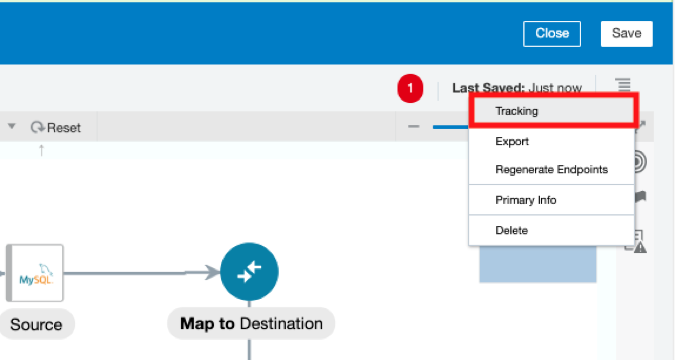 Close
Save
1
Last Saved: Just now
Tracking
Reset
Export
Regenerate Endpoints
Primary Info
Delete
MySQL
Source
Map to Destination